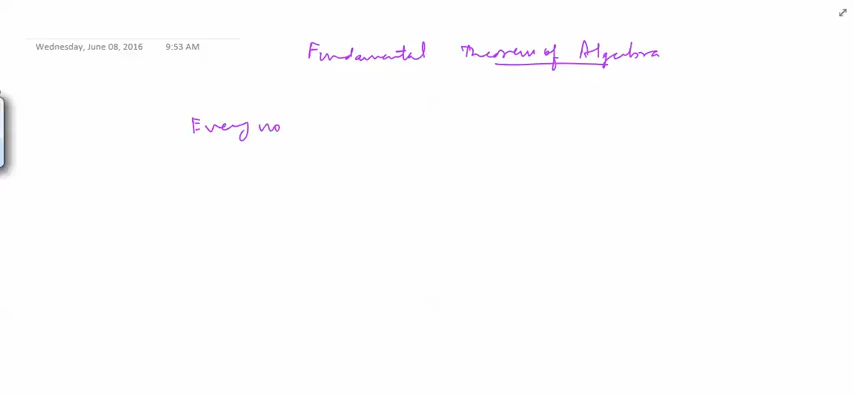 Wednesday, June 08, 2016 9:53 AM
Fundamental Theorem of Algebra
Every no